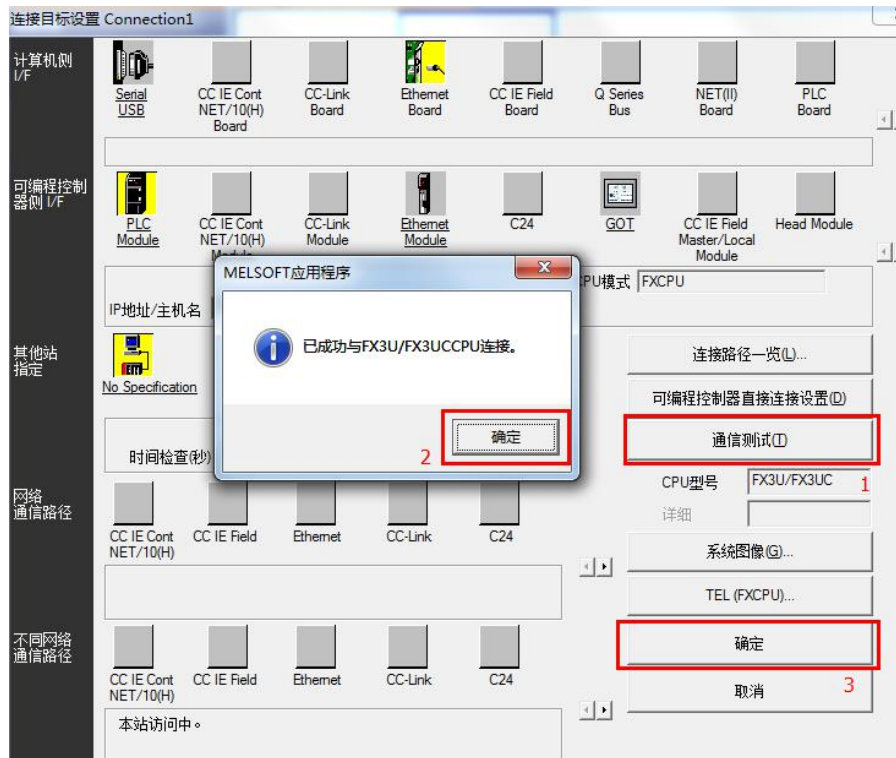 连接目标设置 Connection1
计算机侧
I/F
Serial
USB
CC IE Cont
NET/10(H)
Board
CC-Link
Board
Ethernet
Board
CC IE Field
Board
Q Series
Bus
NET(II)
Board
PLC
Board
可编程控制
器侧 I/F
PLC
Module
CC IE Cont
NET/10(H)
Module
CC-Link
Module
Ethernet
Module
C24
GOT
CC IE Field
Master/Local
Module
Head Module
IP地址/主机名
PU模式
FXCPU
MELSOFT应用程序
已成功与FX3U/FX3UCCPU连接。
确定
2
其他站
指定
No Specification
时间检查(秒)
连接路径一览(L)...
可编程控制器直接连接设置(D)
通信测试(T)
1
CPU型号
FX3U/FX3UC
详细
系统图像(G)...
TEL (FXCPU)...
确定
取消
3
网络
通信路径
CC IE Cont
NET/10(H)
CC IE Field
Ethernet
CC-Link
C24
不同网络
通信路径
CC IE Cont
NET/10(H)
CC IE Field
Ethernet
CC-Link
C24
本站访问中。